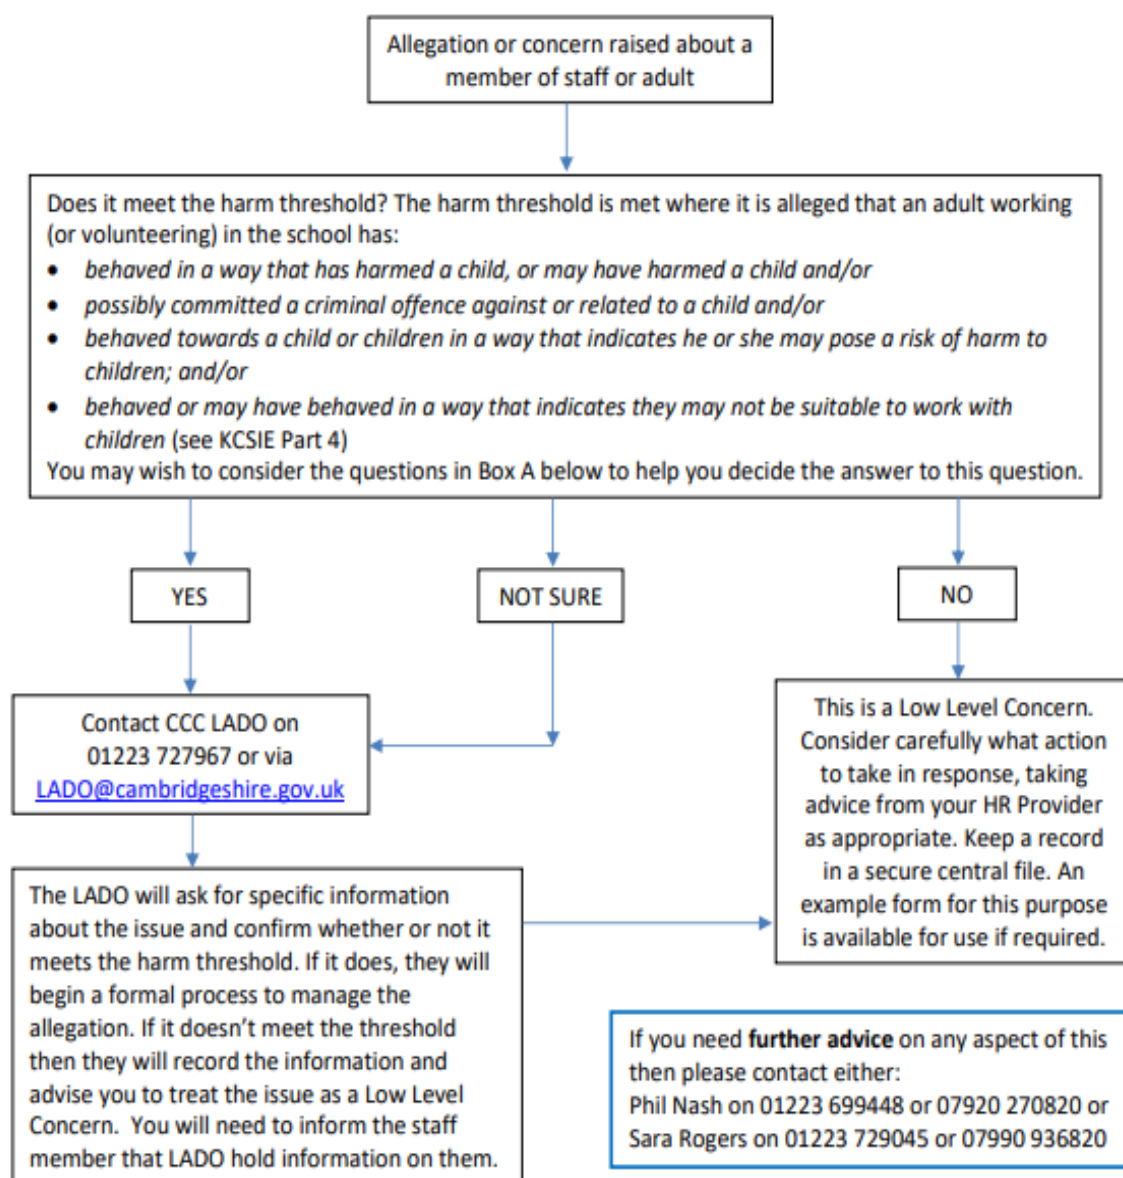 Allegation or concern raised about a
member of staff or adult
Does it meet the harm threshold? The harm threshold is met where it is alleged that an adult working
(or volunteering) in the school has:
• behaved in a way that has harmed a child, or may have harmed a child and/or
• possibly committed a criminal offence against or related to a child and/or
• behaved towards a child or children in a way that indicates he or she may pose a risk of harm to
children; and/or
• behaved or may have behaved in a way that indicates they may not be suitable to work with
children (see KCSIE Part 4)
You may wish to consider the questions in Box A below to help you decide the answer to this question.
YES
NOT SURE
NO
Contact CCC LADO on
01223 727967 or via
LADO@cambridgeshire.gov.uk
This is a Low Level Concern.
Consider carefully what action
to take in response, taking
advice from your HR Provider
as appropriate. Keep a record
in a secure central file. An
example form for this purpose
is available for use if required.
The LADO will ask for specific information
about the issue and confirm whether or not it
meets the harm threshold. If it does, they will
begin a formal process to manage the
allegation. If it doesn't meet the threshold
then they will record the information and
advise you to treat the issue as a Low Level
Concern. You will need to inform the staff
member that LADO hold information on them.
If you need further advice on any aspect of this
then please contact either:
Phil Nash on 01223 699448 or 07920 270820 or
Sara Rogers on 01223 729045 or 07990 936820